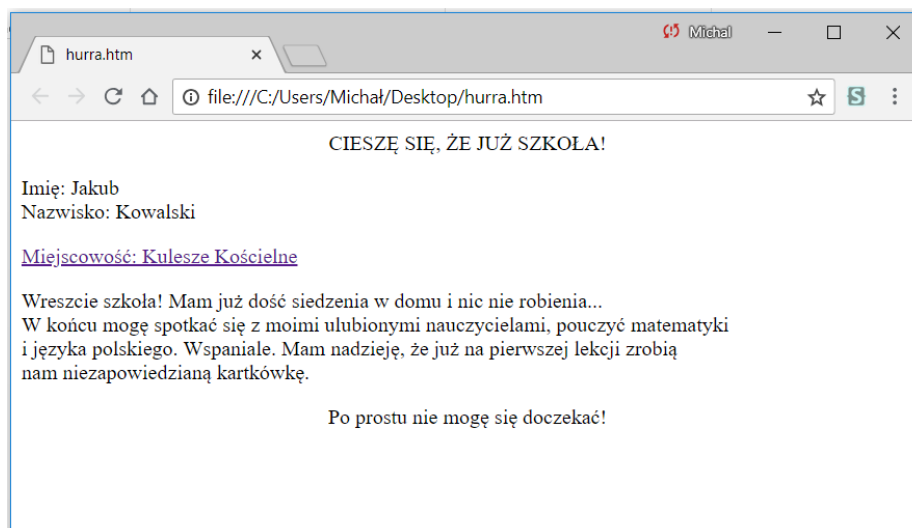 Michal
hurra.htm
file:///C:/Users/Michał/Desktop/hurra.htm
CIESZĘ SIĘ, ŻE JUŻ SZKOŁA!
Imię: Jakub
Nazwisko: Kowalski
Miejscowość: Kulesze Kościelne
Wreszcie szkoła! Mam już dość siedzenia w domu i nic nie robienia...
W końcu mogę spotkać się z moimi ulubionymi nauczycielami, pouczyć matematyki
i języka polskiego. Wspaniale. Mam nadzieję, że już na pierwszej lekcji zrobią
nam niezapowiedzianą kartkówkę.
Po prostu nie mogę się doczekać!